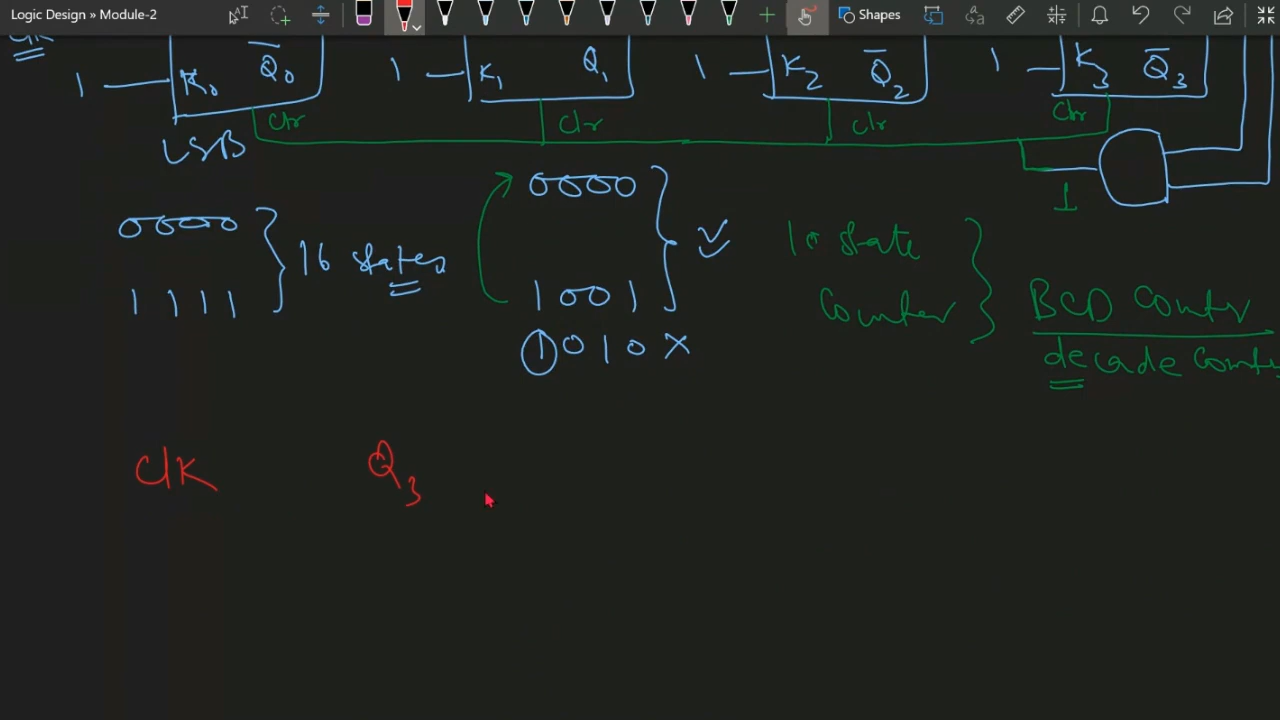 Logic Design » Module-2
Shapes
Clk
1 K₀ Q̅₀ 1 K₁ Q₁ 1 K₂ Q̅₂ 1 K₃ Q̅₃
Clr Clr Clr Clr
LSB
0000
1
0000
16 states
10 state
1111
1001
Counter
BCD Counter
1010 X
decade Counter
Clk Q₃